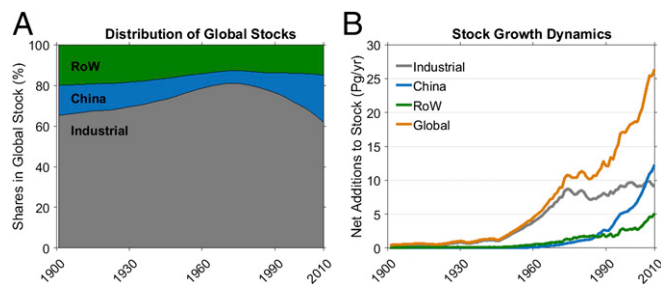 A
Distribution of Global Stocks
Shares in Global Stock (%)
100
80
60
40
20
0
RoW
China
Industrial
1900
1930
1960
1990
2010
B
Stock Growth Dynamics
Net Additions to Stock (Pg/yr)
30
25
20
15
10
5
0
Industrial
China
RoW
Global
1900
1930
1960
1990
2010